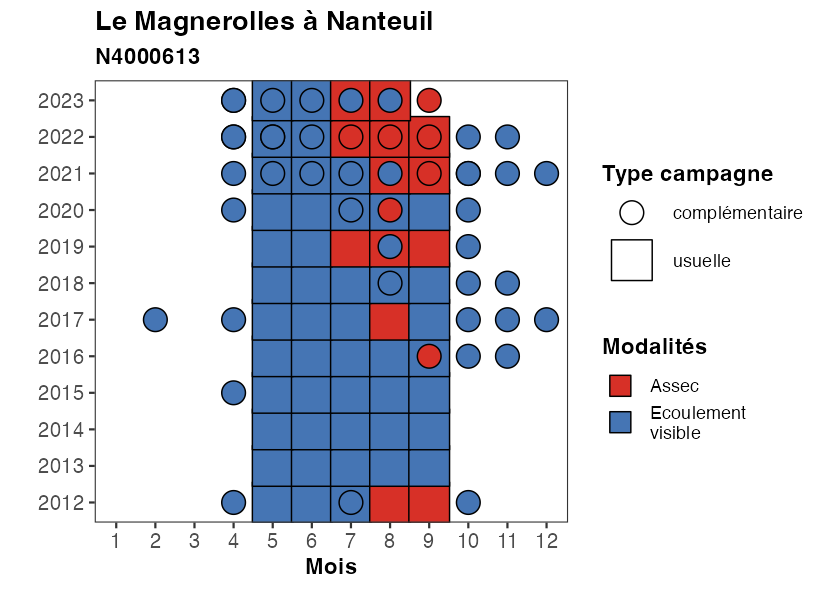 Le Magnerolles à Nanteuil
N4000613
2023
2022
2021
2020
2019
2018
2017
2016
2015
2014
2013
2012
1 2 3 4 5 6 7 8 9 10 11 12
Mois
Type campagne
complémentaire
usuelle
Modalités
Assec
Ecoulement
visible